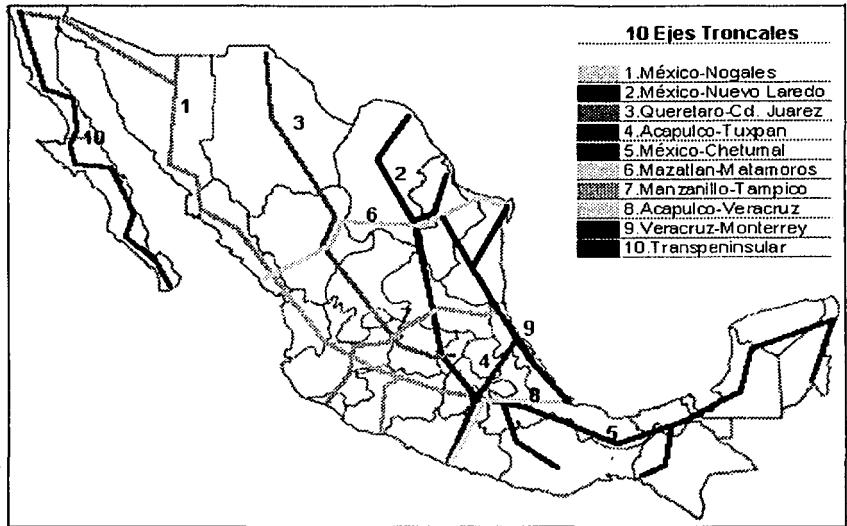 10 Ejes Troncales
1.México-Nogales
2.México-Nuevo Laredo
3.Queretaro-Cd. Juarez
4.Acapulco-Tuxpan
5.México-Chetumal
6.Mazatlan-Matamoros
7.Manzanillo-Tampico
8.Acapulco-Veracruz
9.Veracruz-Monterrey
10.Transpeninsular
1
3
10
2
6
9
4
8
5